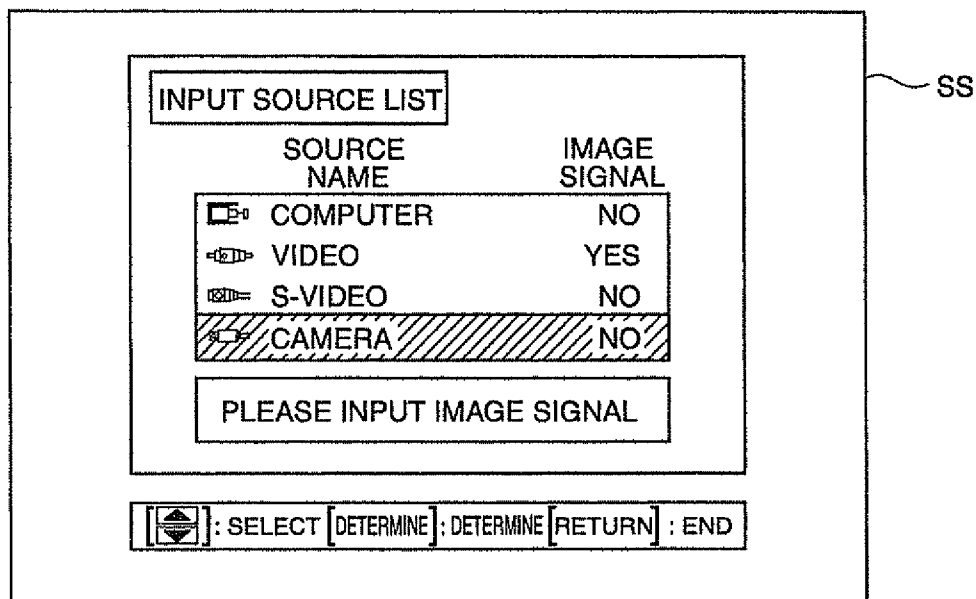 INPUT SOURCE LIST
SS
SOURCE NAME
IMAGE SIGNAL
COMPUTER NO
VIDEO YES
S-VIDEO NO
CAMERA NO
PLEASE INPUT IMAGE SIGNAL
[ ]: SELECT [DETERMINE]: DETERMINE [RETURN] : END